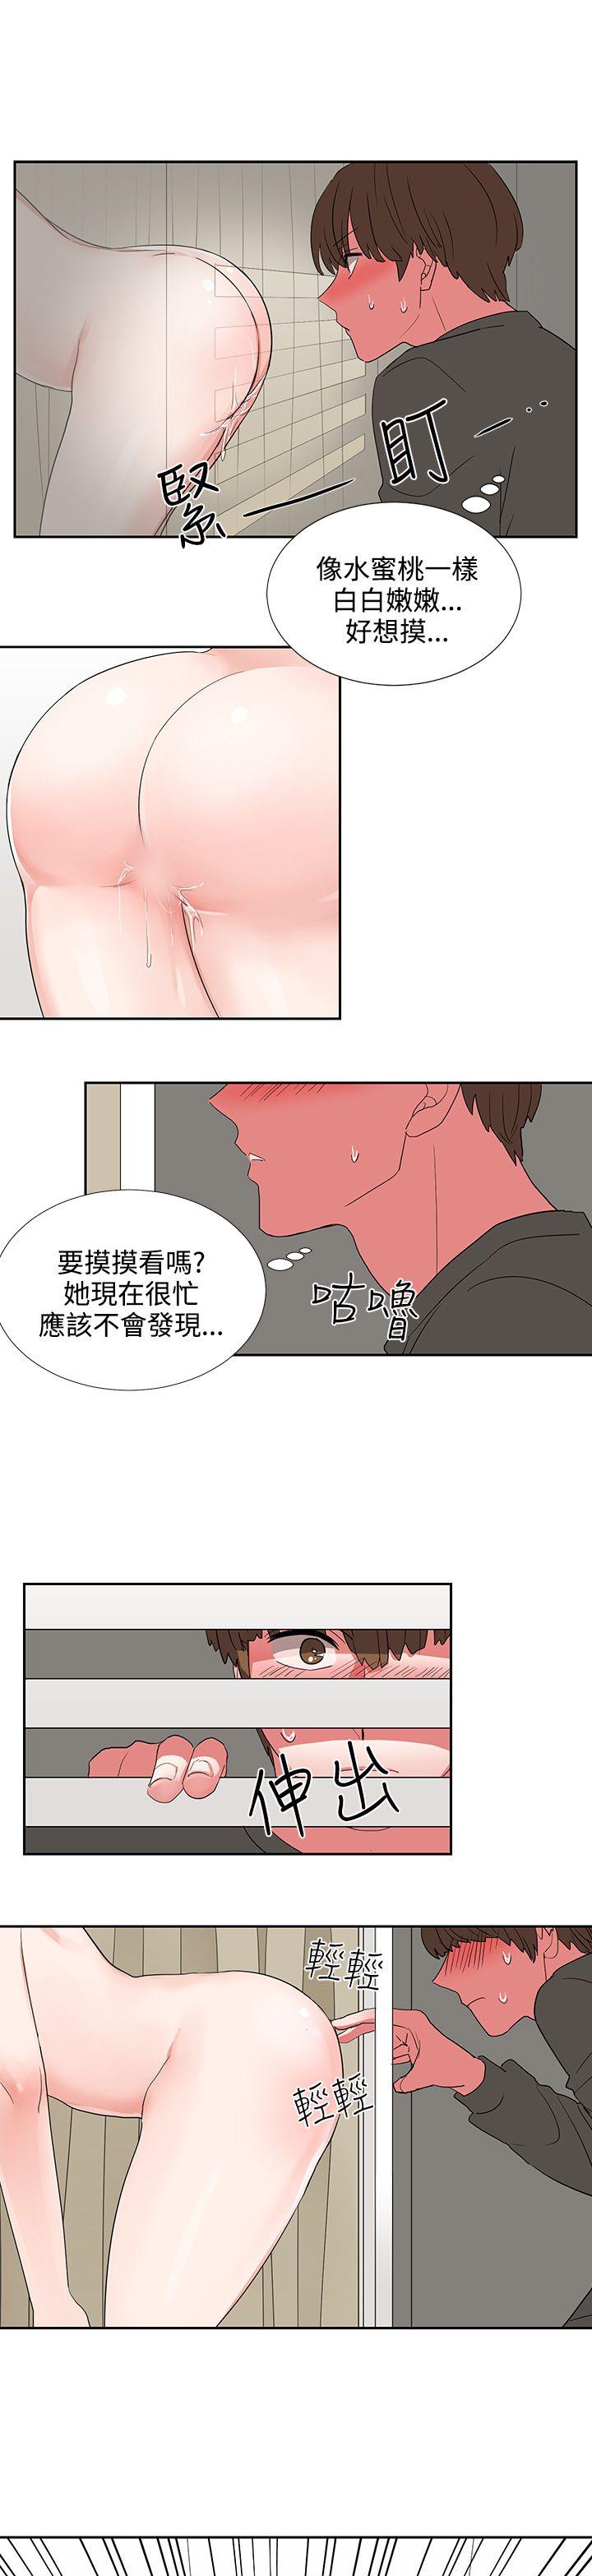 緊——盯——...
像水蜜桃一樣
白白嫩嫩...
好想摸...
要摸摸看嗎?
她現在很忙
應該不會發現...
咕嚕
伸出
輕輕
輕輕